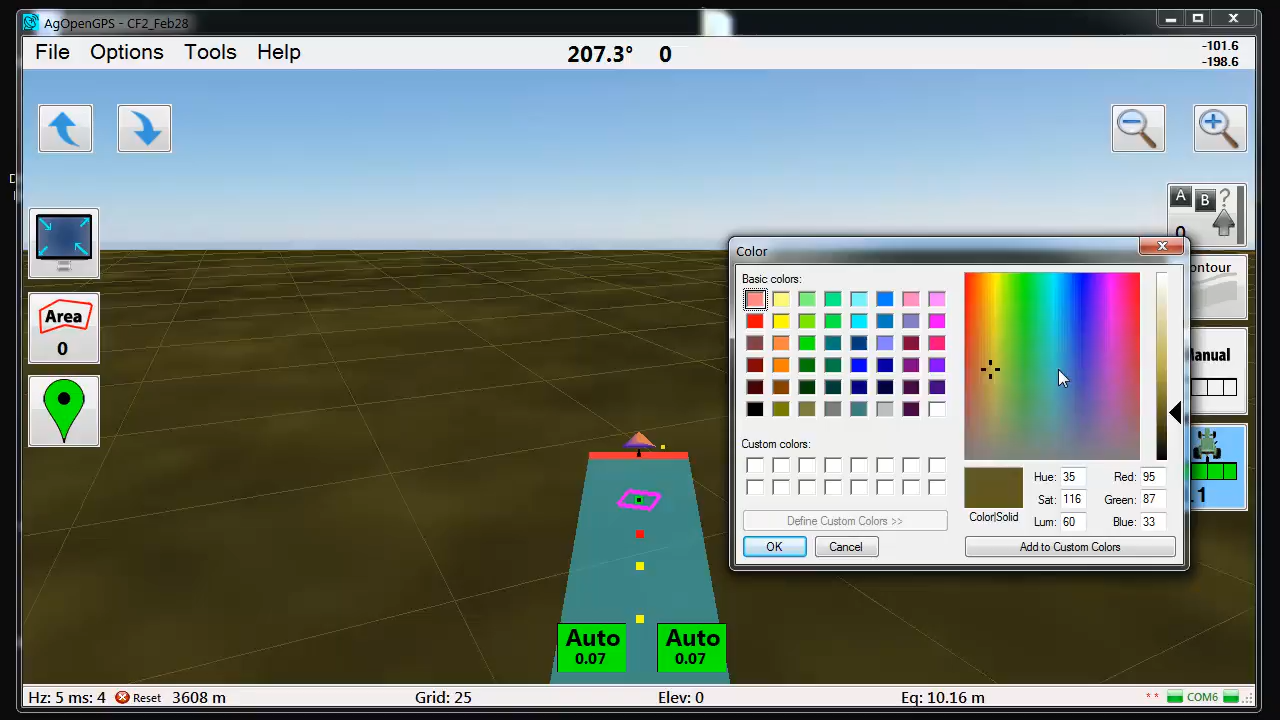 AgOpenGPS - CF2_Feb28
File Options Tools Help 207.3° 0
-101.6
-198.6
A B ?
0
Color
Basic colors:
ontour
Area
0
anual
Custom colors:
Hue: 35 Red: 95
Sat: 116 Green: 87
Lum: 60 Blue: 33
Color|Solid
Define Custom Colors >>
OK Cancel Add to Custom Colors
.1
Auto Auto
0.07 0.07
Hz: 5 ms: 4 Reset 3608 m Grid: 25 Elev: 0 Eq: 10.16 m ** COM6